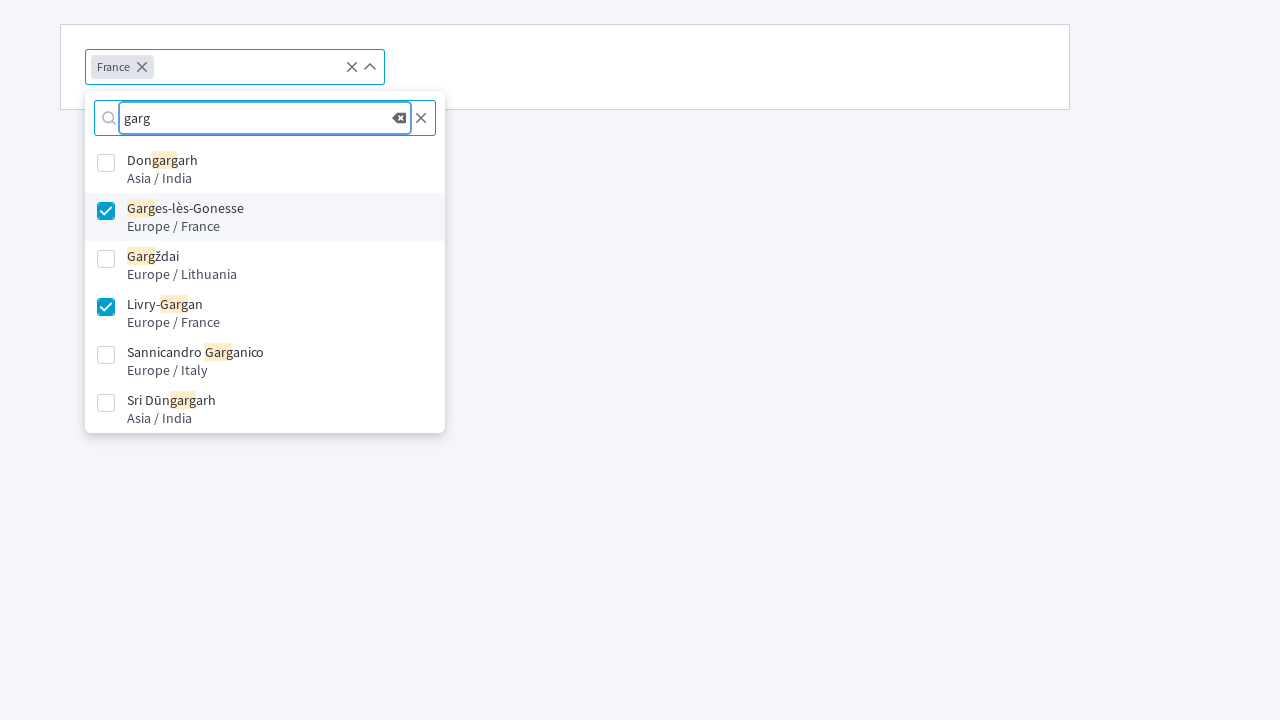 France
garg
Dongargarh
Asia / India
Garges-lès-Gonesse
Europe / France
Gargždai
Europe / Lithuania
Livry-Gargan
Europe / France
Sannicandro Garganico
Europe / Italy
Sri Dūngargarh
Asia / India